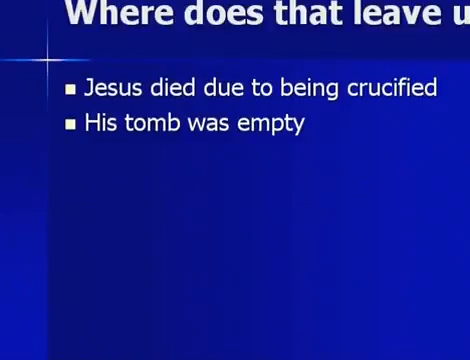 Where does that leave u
Jesus died due to being crucified
His tomb was empty